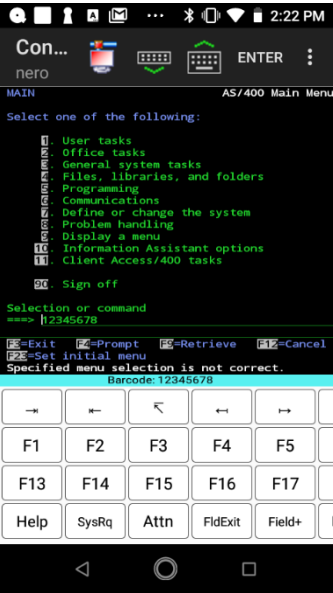 2:22 PM
Con...
nero
ENTER
MAIN AS/400 Main Menu
Select one of the following:
1. User tasks
2. Office tasks
3. General system tasks
4. Files, libraries, and folders
5. Programming
6. Communications
7. Define or change the system
8. Problem handling
9. Display a menu
10. Information Assistant options
11. Client Access/400 tasks
90. Sign off
Selection or command
===> 12345678
F3=Exit F4=Prompt F9=Retrieve F12=Cancel
F23=Set initial menu
Specified menu selection is not correct.
Barcode: 12345678
F1 F2 F3 F4 F5
F13 F14 F15 F16 F17
Help SysRq Attn FldExit Field+